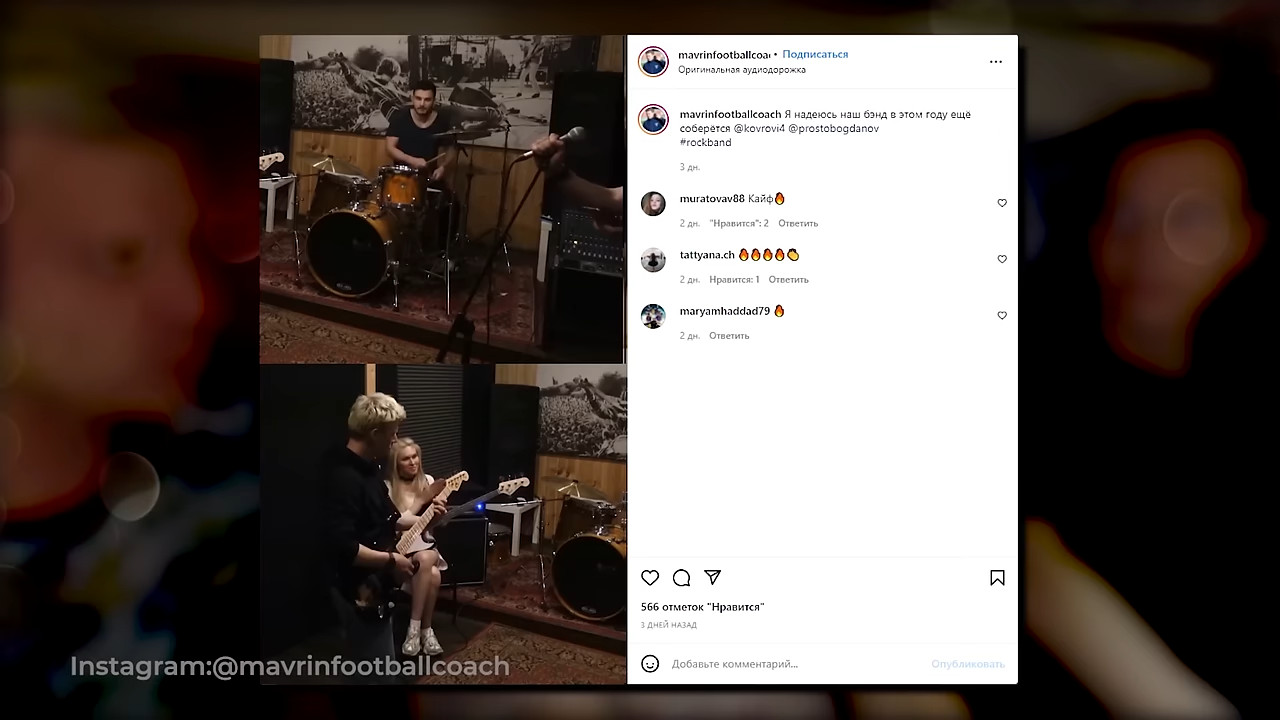 mavrinfootballcoa • Подписаться
Оригинальная аудиодорожка
mavrinfootballcoach Я надеюсь наш бэнд в этом году ещё
соберётся @kovrovi4 @prostobogdanov
#rockband
3 дн.
muratovav88 Кайф🔥
2 дн. "Нравится": 2 Ответить
tattyana.ch 🔥🔥🔥🔥👏
2 дн. Нравится: 1 Ответить
maryamhaddad79 🔥
2 дн. Ответить
566 отметок "Нравится"
3 ДНЕЙ НАЗАД
Добавьте комментарий... Опубликовать
Instagram:@mavrinfootballcoach